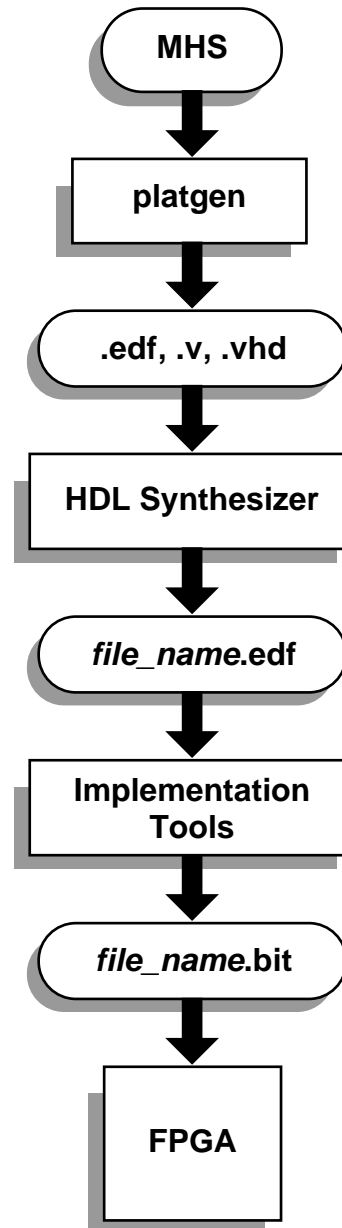 MHS
platgen
.edf, .v, .vhd
HDL Synthesizer
file_name.edf
Implementation
Tools
file_name.bit
FPGA